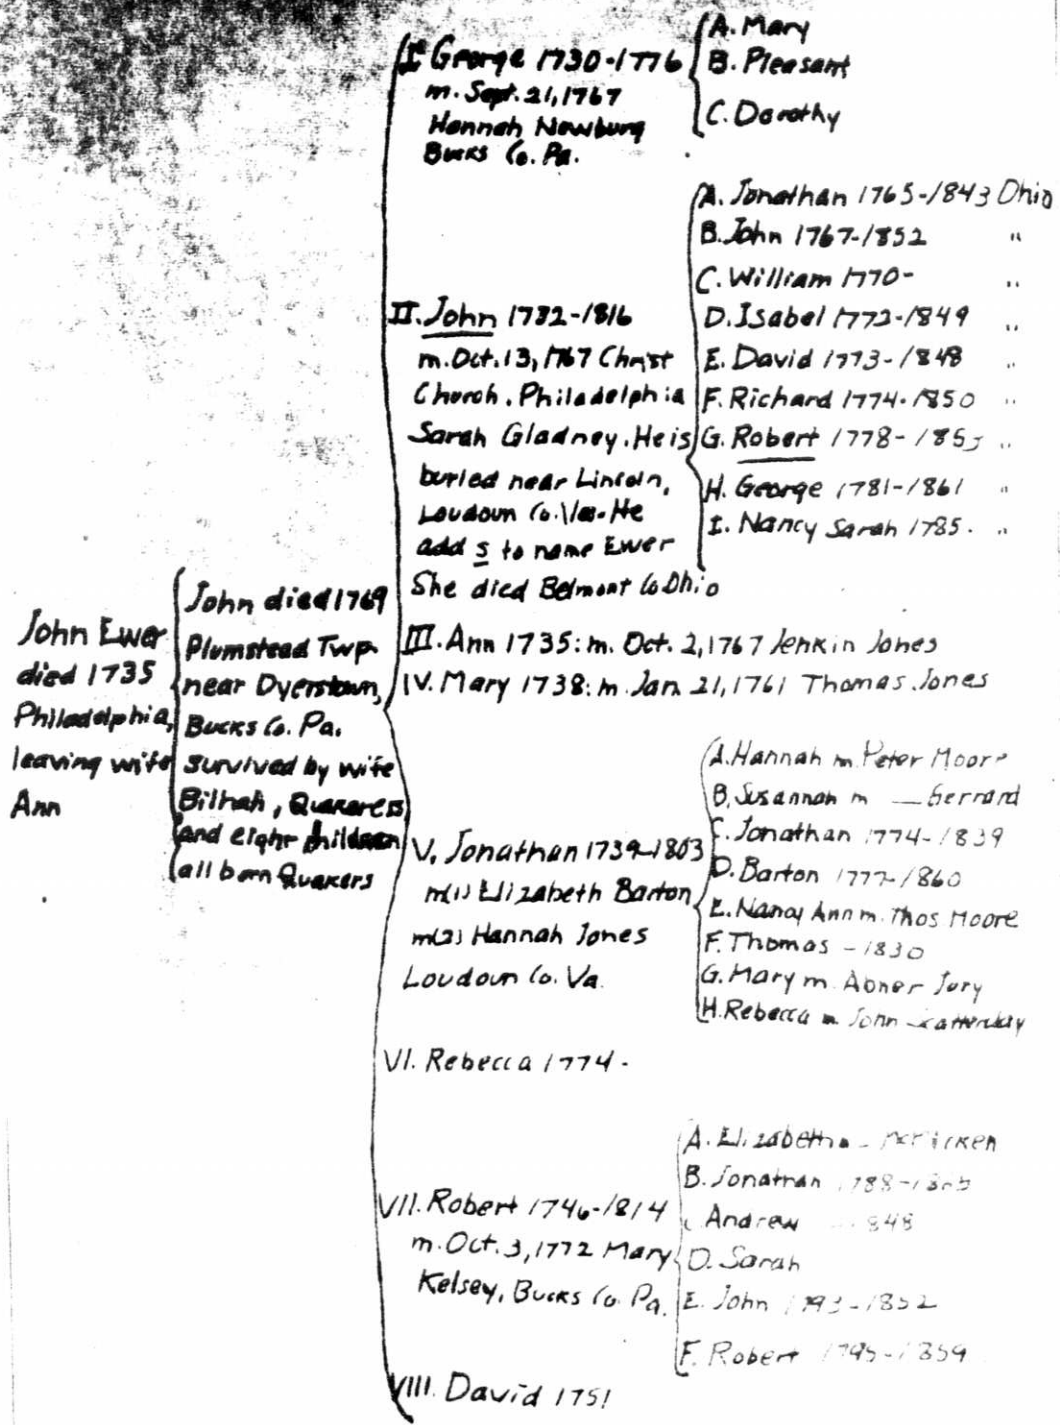 John Ewer
died 1735
Philadelphia,
leaving wife
Ann
John died 1769
Plumstead Twp.
near Dyerstown,
Bucks Co. Pa.
survived by wife
Bilhah, Quakeress
and eight children
all born Quakers
I. George 1730-1776
m. Sept. 21, 1767
Hannah Newburg
Bucks Co. Pa.
A. Mary
B. Pleasant
C. Dorothy
II. John 1732-1816
m. Oct. 13, 1767 Christ
Church, Philadelphia
Sarah Gladney. He is
buried near Lincoln,
Loudoun Co. Va. He
add s to name Ewer
She died Belmont Co Ohio
A. Jonathan 1765-1843 Ohio
B. John 1767-1852 "
C. William 1770- "
D. Isabel 1772-1849 "
E. David 1773-1848 "
F. Richard 1774-1850 "
G. Robert 1778- "
H. George 1781-1861 "
I. Nancy Sarah 1785- "
III. Ann 1735: m. Oct. 2, 1767 Jenkin Jones
IV. Mary 1738: m. Jan. 21, 1761 Thomas Jones
V. Jonathan 1739-1803
m(1) Elizabeth Barton
m(2) Hannah Jones
Loudoun Co. Va.
A. Hannah m. Peter Moore
B. Susannah m __ Gerrard
C. Jonathan 1774-1839
D. Barton 1777-1860
E. Nancy Ann m. Thos Moore
F. Thomas -1830
G. Mary m. Abner Jury
H. Rebecca m. John
VI. Rebecca 1774-
VII. Robert 1746-1814
m. Oct. 3, 1772 Mary
Kelsey, Bucks Co. Pa.
A. Elizabeth
B. Jonathan
Andrew 848
D. Sarah
E. John 1793-1852
F. Robert 1795-1859
VIII. David 1751